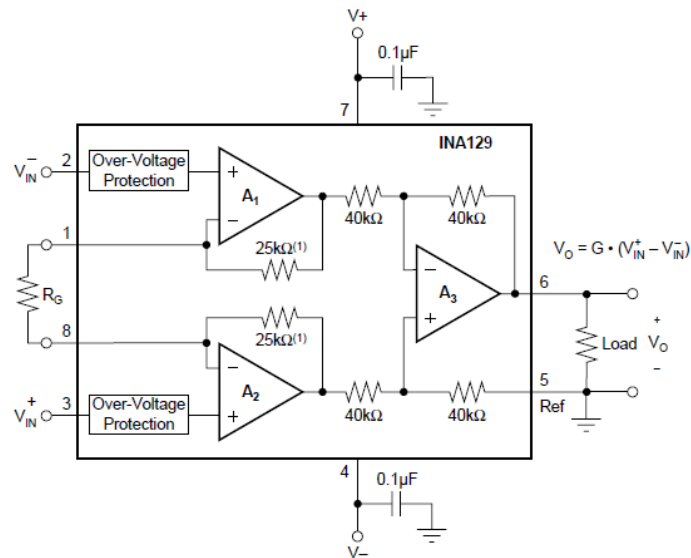 V+
0.1µF
7
INA129
V⁻IN
2
Over-Voltage
Protection
+
A1
−
40kΩ
40kΩ
1
25kΩ(1)
VO = G • (V⁺IN – V⁻IN)
RG
−
A3
+
6
25kΩ(1)
Load
+
VO
−
8
−
A2
+
5
Ref
V⁺IN
3
Over-Voltage
Protection
40kΩ
40kΩ
4
0.1µF
V–